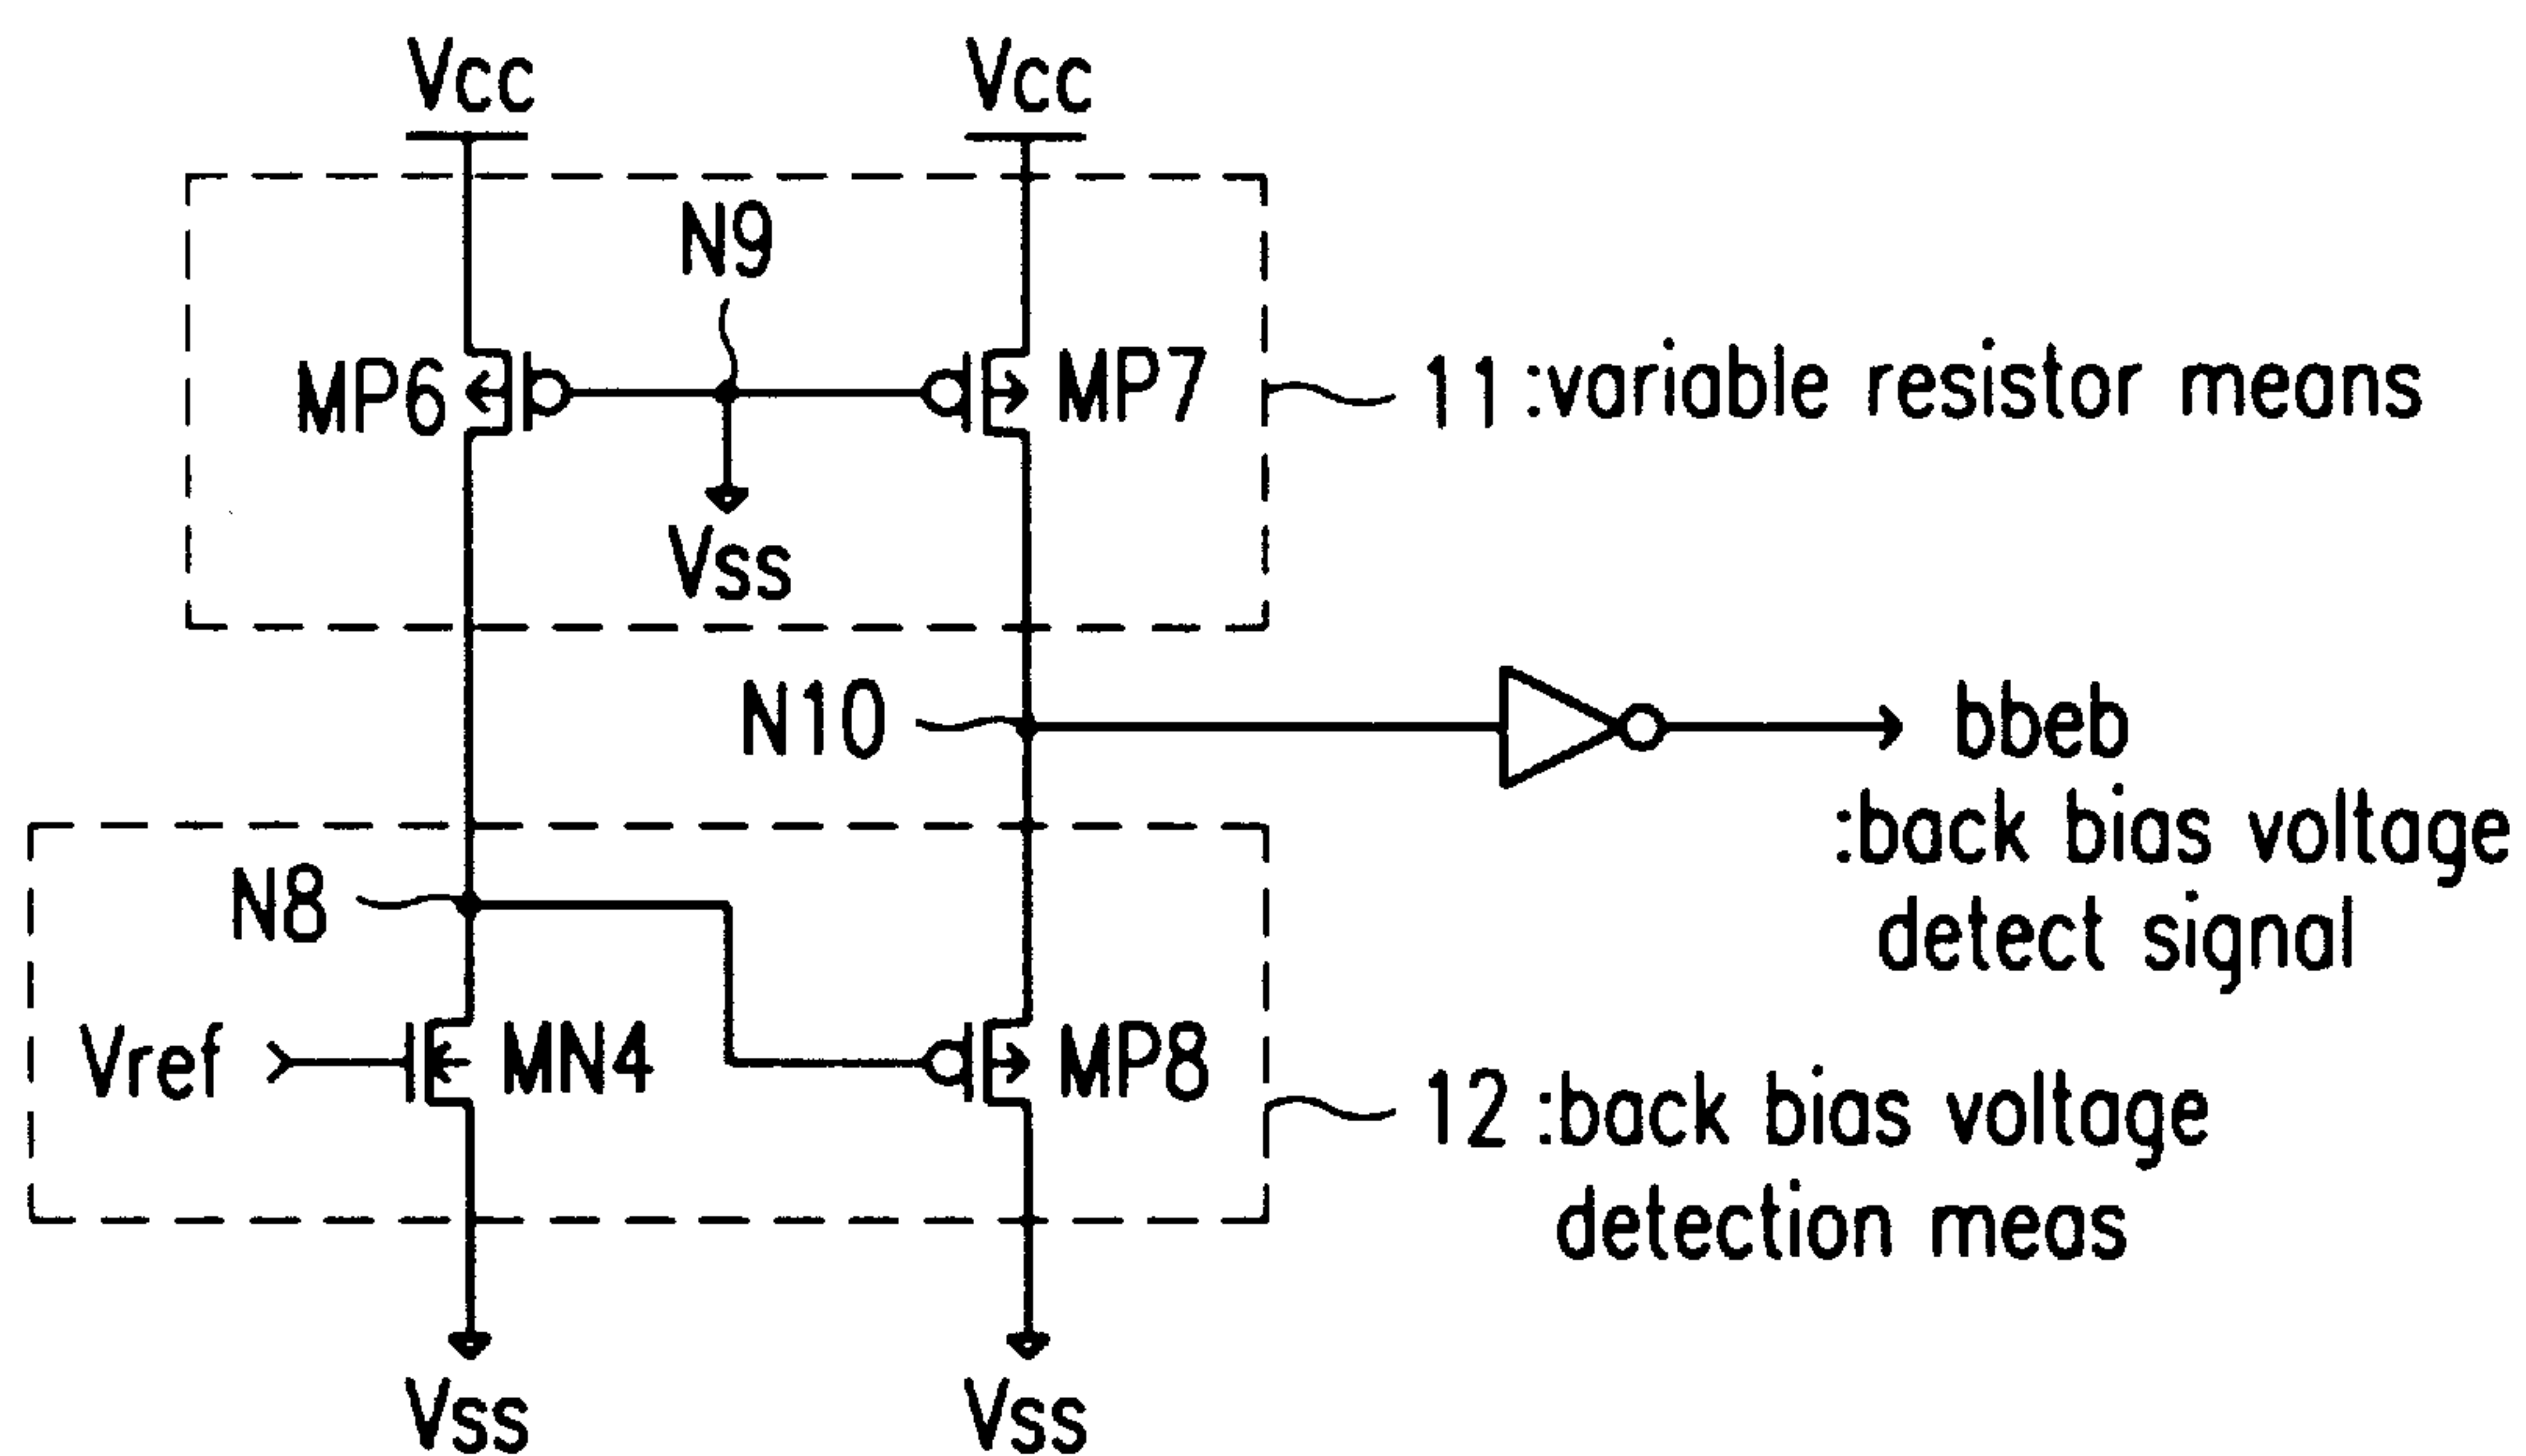 Vcc
Vcc
N9
MP6
MP7
11 :variable resistor means
Vss
N10
bbeb
:back bias voltage
detect signal
N8
Vref
MN4
MP8
12 :back bias voltage
detection meas
Vss
Vss